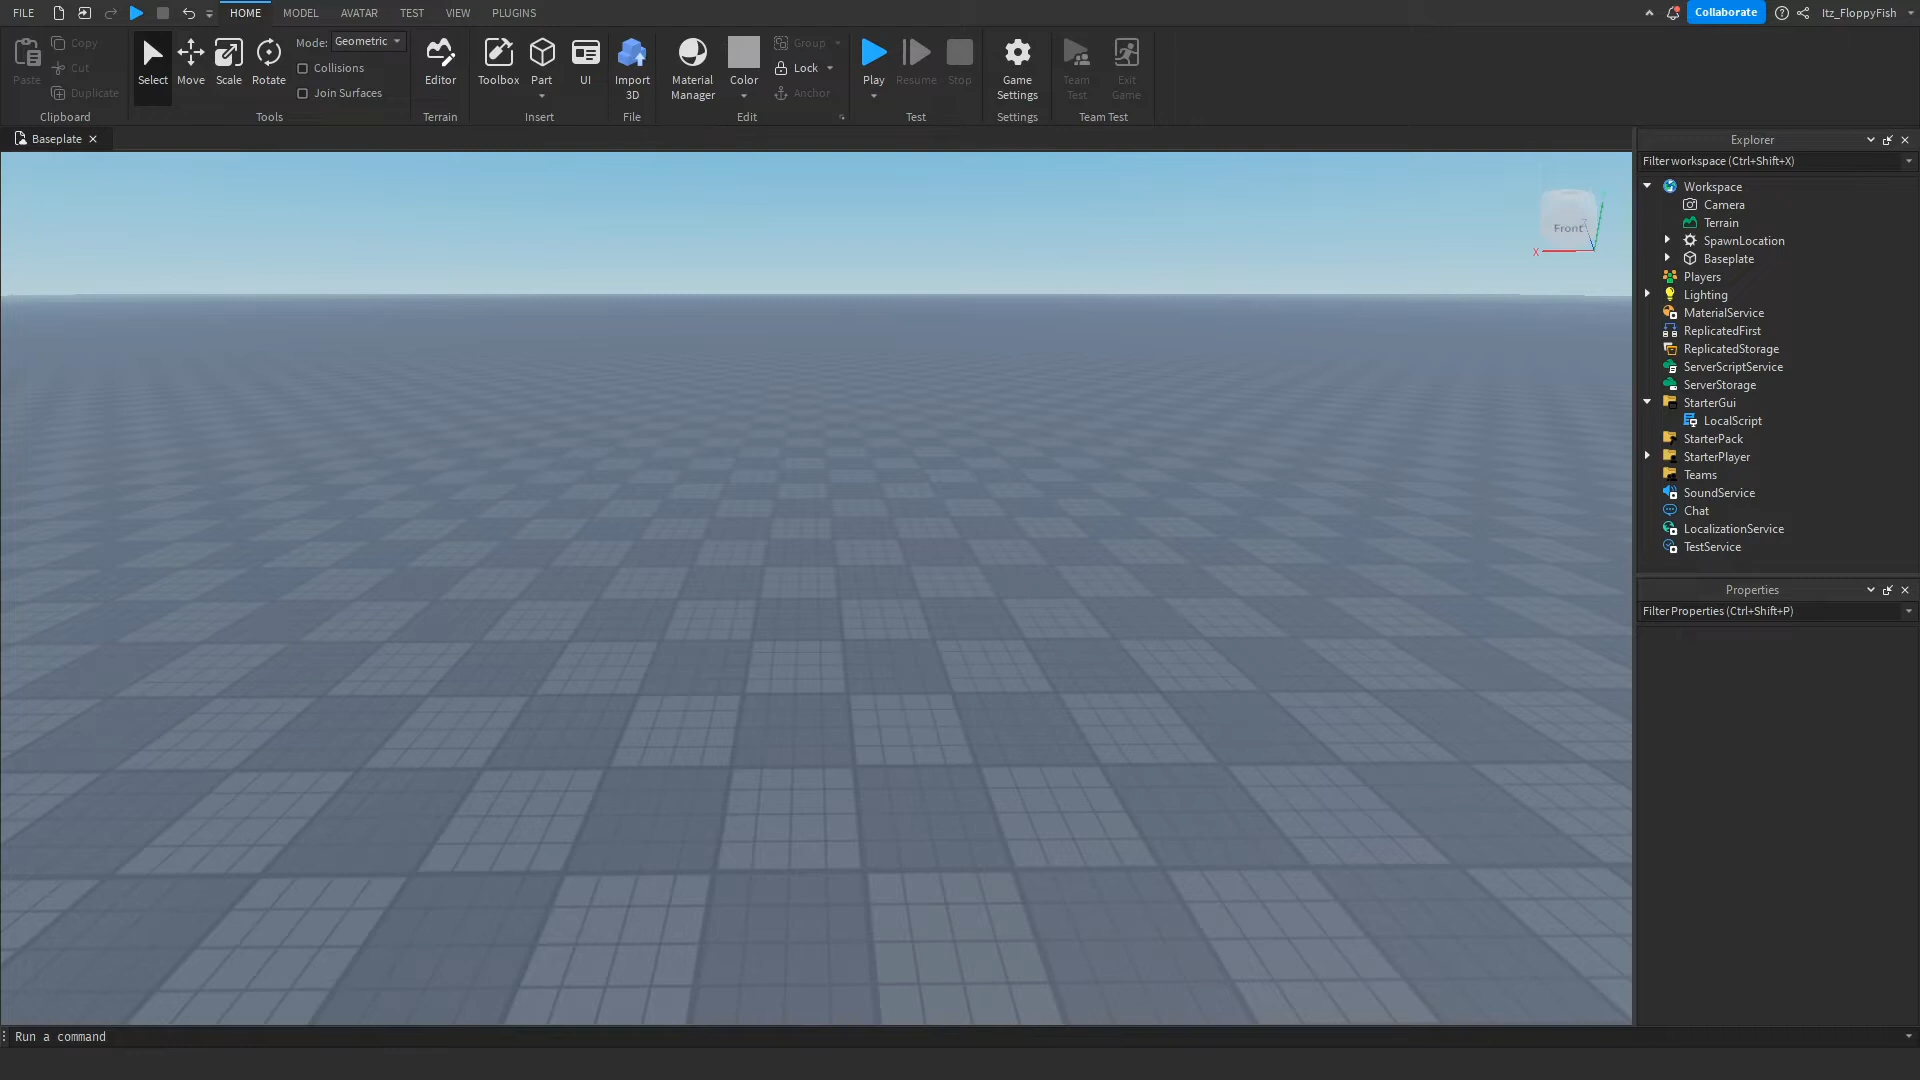 FILE HOME MODEL AVATAR TEST VIEW PLUGINS Collaborate Itz_FloppyFish
Paste
Copy
Cut
Duplicate
Clipboard
Select
Move
Scale
Rotate
Mode: Geometric
Collisions
Join Surfaces
Tools
Editor
Terrain
Toolbox
Part
UI
Insert
Import
3D
File
Material
Manager
Color
Group
Lock
Anchor
Edit
Play
Resume
Stop
Test
Game
Settings
Settings
Team
Test
Exit
Game
Team Test
Baseplate
Front
X
Z
Explorer
Filter workspace (Ctrl+Shift+X)
Workspace
Camera
Terrain
SpawnLocation
Baseplate
Players
Lighting
MaterialService
ReplicatedFirst
ReplicatedStorage
ServerScriptService
ServerStorage
StarterGui
LocalScript
StarterPack
StarterPlayer
Teams
SoundService
Chat
LocalizationService
TestService
Properties
Filter Properties (Ctrl+Shift+P)
Run a command